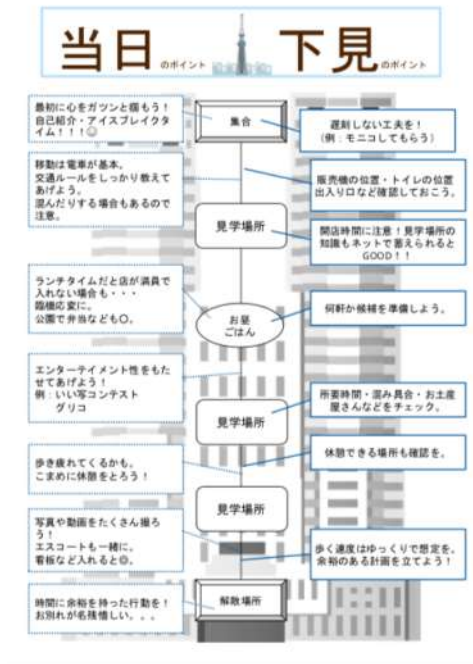 当日のポイント
下見のポイント
最初に心をガツンと掴もう！
自己紹介・アイスブレイクタ
イム！！！☺
集合
遅刻しない工夫を！
（例：モニコしてもらう）
移動は電車が基本。
交通ルールをしっかり教えて
あげよう。
混んだりする場合もあるので
注意。
販売機の位置・トイレの位置
出入り口など確認しておこう。
見学場所
開店時間に注意！見学場所の
知識もネットで蓄えられると
GOOD！！
ランチタイムだと店が満員で
入れない場合も・・・
臨機応変に。
公園で弁当なども〇。
お昼
ごはん
何軒か候補を準備しよう。
エンターテイメント性をもた
せてあげよう！
例：いい写コンテスト
グリコ
見学場所
所要時間・混み具合・お土産
屋さんなどをチェック。
歩き疲れてくるかも。
こまめに休憩をとろう！
休憩できる場所も確認を。
見学場所
写真や動画をたくさん撮ろ
う！
エスコートも一緒に。
看板など入れると◎。
歩く速度はゆっくりで想定を。
余裕のある計画を立てよう！
時間に余裕を持った行動を！
お別れが名残惜しい。。。
解散場所